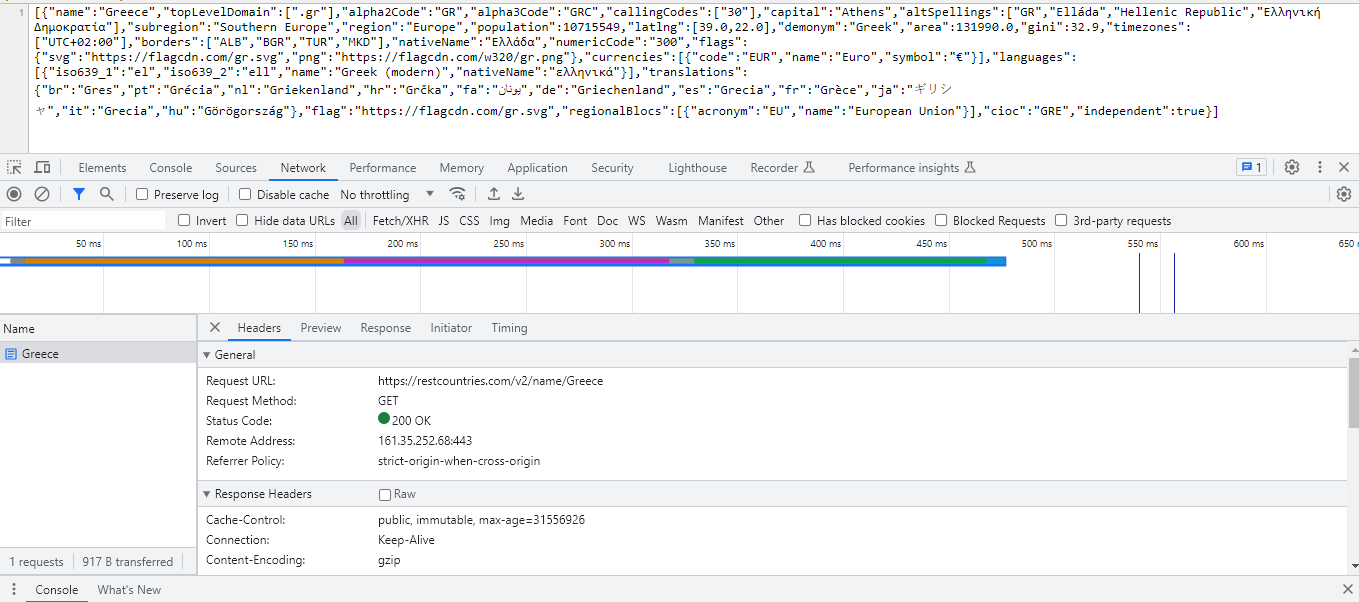 1 [{"name":"Greece","topLevelDomain":[".gr"],"alpha2Code":"GR","alpha3Code":"GRC","callingCodes":["30"],"capital":"Athens","altSpellings":["GR","Elláda","Hellenic Republic","Ελληνική
Δημοκρατία"],"subregion":"Southern Europe","region":"Europe","population":10715549,"latlng":[39.0,22.0],"demonym":"Greek","area":131990.0,"gini":32.9,"timezones":
["UTC+02:00"],"borders":["ALB","BGR","TUR","MKD"],"nativeName":"Ελλάδα","numericCode":"300","flags":
{"svg":"https://flagcdn.com/gr.svg","png":"https://flagcdn.com/w320/gr.png"},"currencies":[{"code":"EUR","name":"Euro","symbol":"€"}],"languages":
[{"iso639_1":"el","iso639_2":"ell","name":"Greek (modern)","nativeName":"ελληνικά"}],"translations":
{"br":"Gres","pt":"Grécia","nl":"Griekenland","hr":"Grčka","fa":"یونان","de":"Griechenland","es":"Grecia","fr":"Grèce","ja":"ギリシ
ャ","it":"Grecia","hu":"Görögország"},"flag":"https://flagcdn.com/gr.svg","regionalBlocs":[{"acronym":"EU","name":"European Union"}],"cioc":"GRE","independent":true}]
Elements Console Sources Network Performance Memory Application Security Lighthouse Recorder Performance insights 1
Preserve log Disable cache No throttling
Filter Invert Hide data URLs All Fetch/XHR JS CSS Img Media Font Doc WS Wasm Manifest Other Has blocked cookies Blocked Requests 3rd-party requests
50 ms 100 ms 150 ms 200 ms 250 ms 300 ms 350 ms 400 ms 450 ms 500 ms 550 ms 600 ms 650
Name Headers Preview Response Initiator Timing
Greece
General
Request URL: https://restcountries.com/v2/name/Greece
Request Method: GET
Status Code: 200 OK
Remote Address: 161.35.252.68:443
Referrer Policy: strict-origin-when-cross-origin
Response Headers Raw
Cache-Control: public, immutable, max-age=31556926
Connection: Keep-Alive
Content-Encoding: gzip
1 requests 917 B transferred
Console What's New